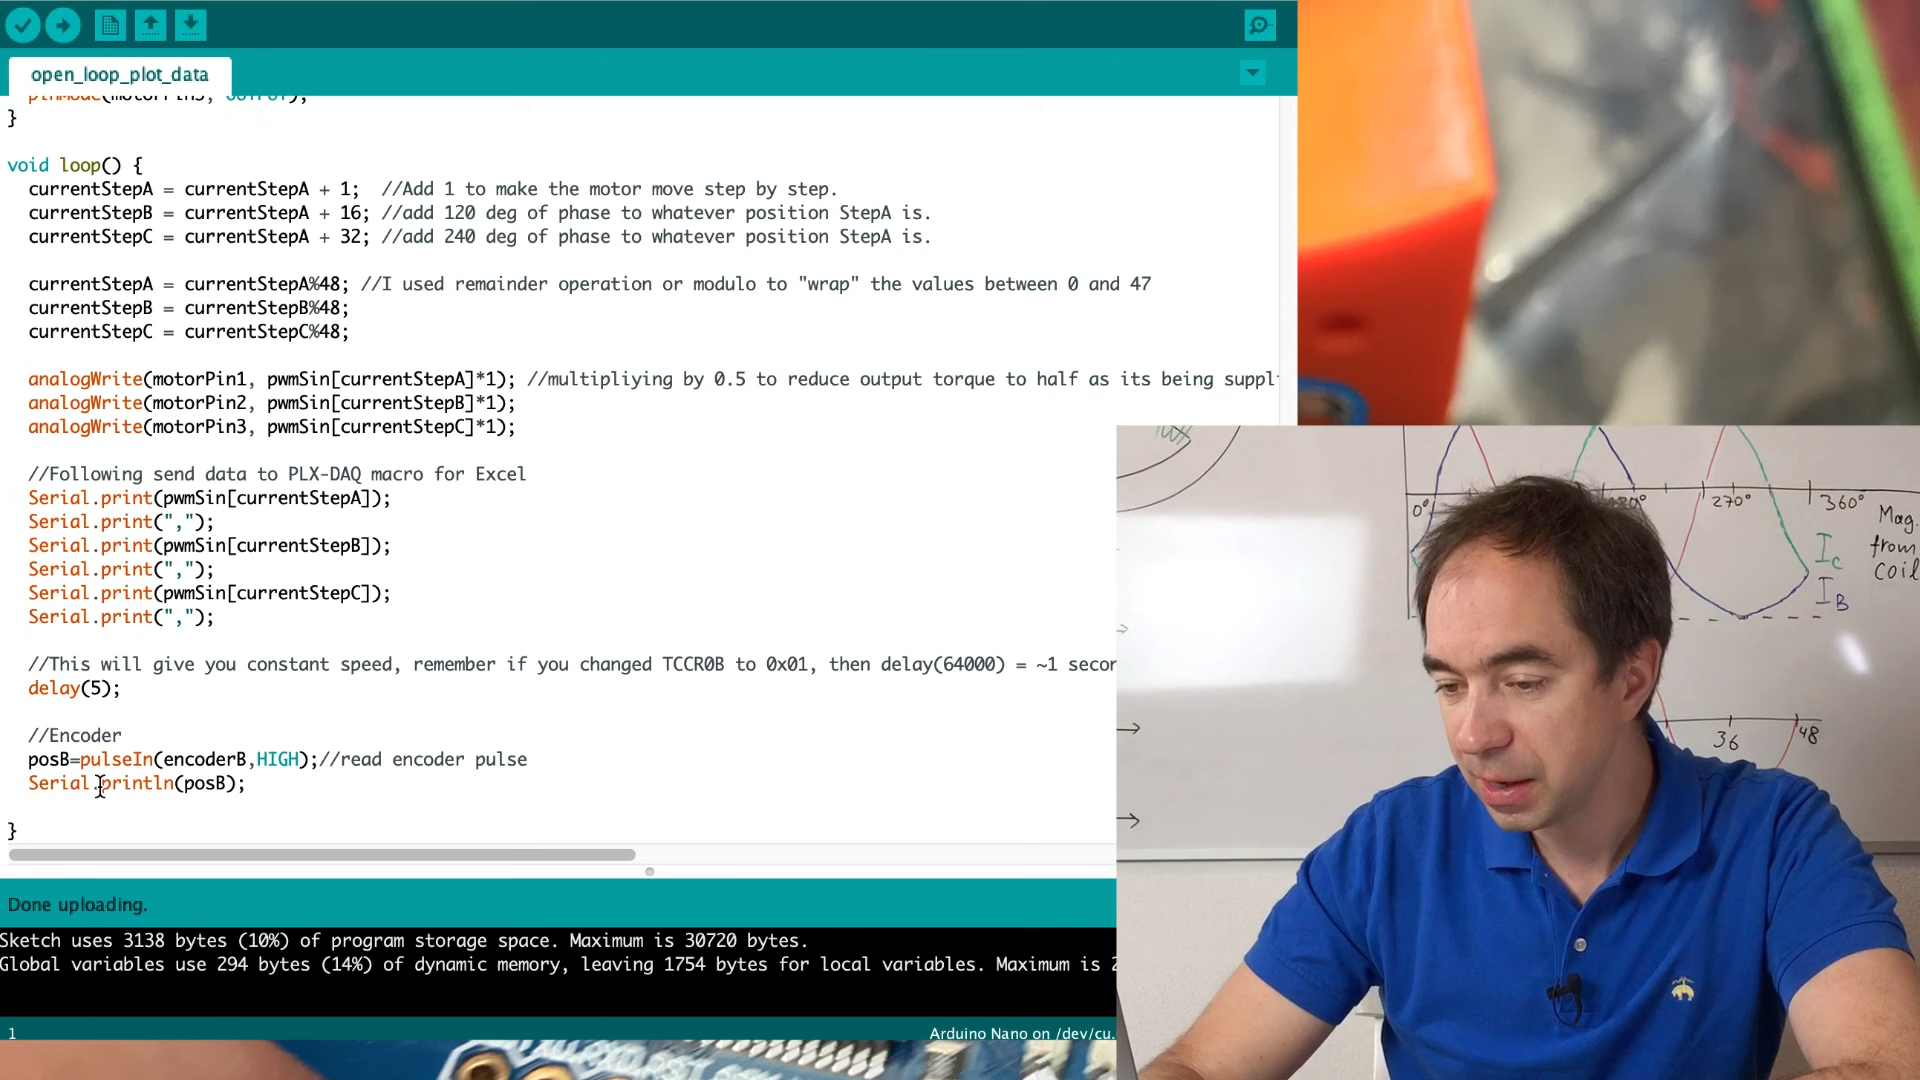 open_loop_plot_data
pinMode(motorPin3, OUTPUT);
}
void loop() {
currentStepA = currentStepA + 1; //Add 1 to make the motor move step by step.
currentStepB = currentStepA + 16; //add 120 deg of phase to whatever position StepA is.
currentStepC = currentStepA + 32; //add 240 deg of phase to whatever position StepA is.
currentStepA = currentStepA%48; //I used remainder operation or modulo to "wrap" the values between 0 and 47
currentStepB = currentStepB%48;
currentStepC = currentStepC%48;
analogWrite(motorPin1, pwmSin[currentStepA]*1); //multipliying by 0.5 to reduce output torque to half as its being suppl
analogWrite(motorPin2, pwmSin[currentStepB]*1);
analogWrite(motorPin3, pwmSin[currentStepC]*1);
//Following send data to PLX-DAQ macro for Excel
Serial.print(pwmSin[currentStepA]);
Serial.print(",");
Serial.print(pwmSin[currentStepB]);
Serial.print(",");
Serial.print(pwmSin[currentStepC]);
Serial.print(",");
//This will give you constant speed, remember if you changed TCCR0B to 0x01, then delay(64000) = ~1 secon
delay(5);
//Encoder
posB=pulseIn(encoderB,HIGH);//read encoder pulse
Serial.println(posB);
}
Done uploading.
Sketch uses 3138 bytes (10%) of program storage space. Maximum is 30720 bytes.
Global variables use 294 bytes (14%) of dynamic memory, leaving 1754 bytes for local variables. Maximum is 2
1
Arduino Nano on /dev/cu.
0° 270° 360°
Mag.
from
coil
I_C
I_B
36 48